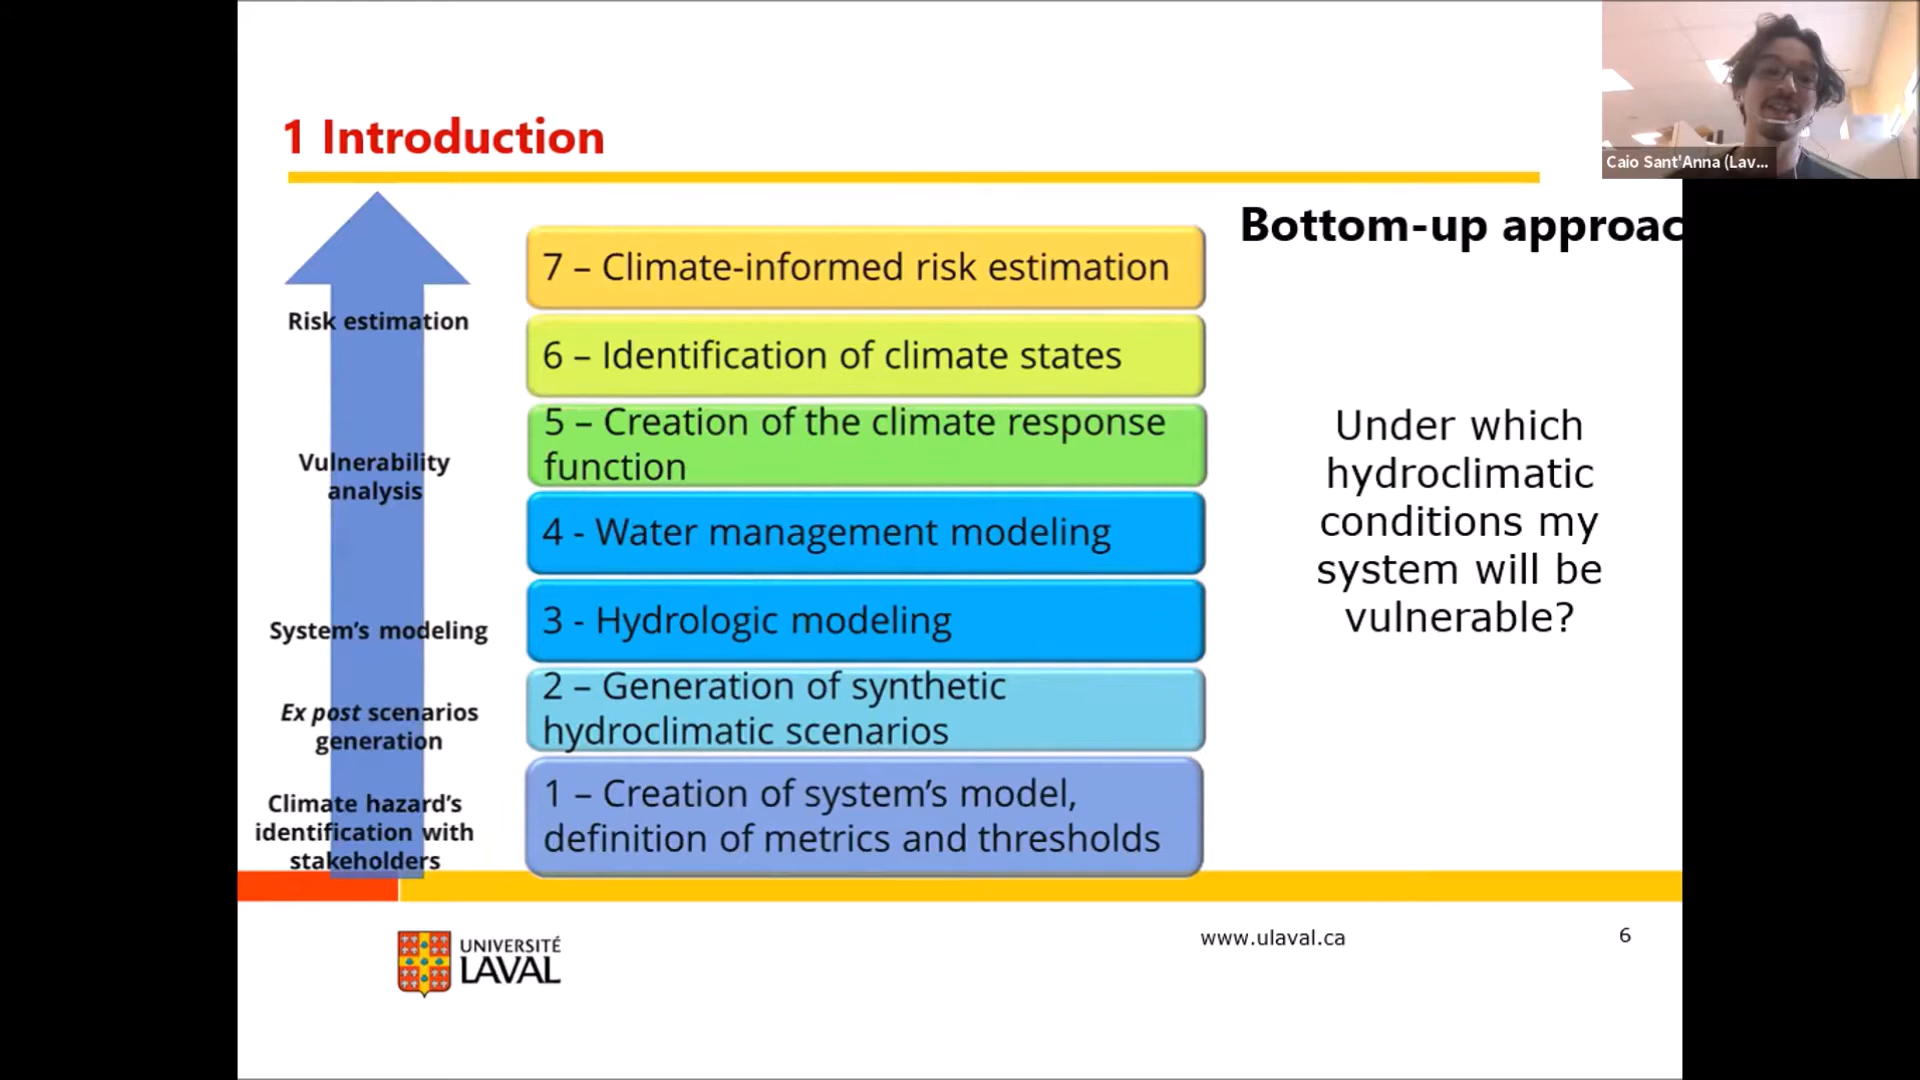 1 Introduction
Caio Sant'Anna (Lav...
Bottom-up approac
Risk estimation
Vulnerability
analysis
System's modeling
Ex post scenarios
generation
Climate hazard's
identification with
stakeholders
7 – Climate-informed risk estimation
6 – Identification of climate states
5 – Creation of the climate response
function
4 - Water management modeling
3 - Hydrologic modeling
2 – Generation of synthetic
hydroclimatic scenarios
1 – Creation of system's model,
definition of metrics and thresholds
Under which
hydroclimatic
conditions my
system will be
vulnerable?
UNIVERSITÉ
LAVAL
www.ulaval.ca
6